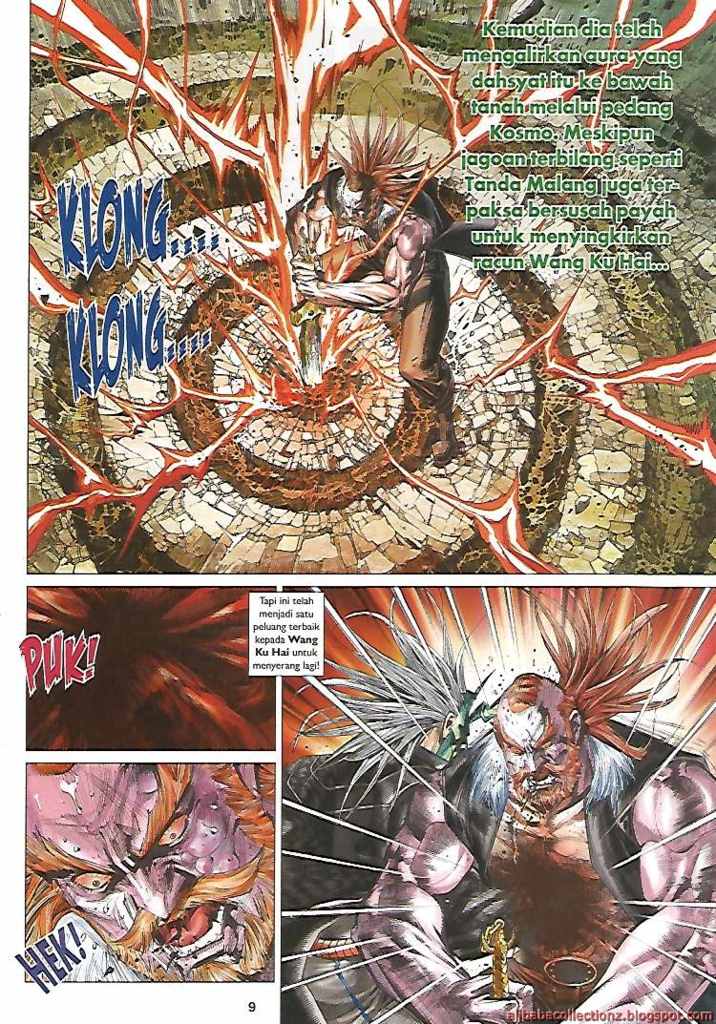 Kemudian dia telah
mengalirkan aura yang
dahsyat itu ke bawah
tanah melalui pedang
Kosmo. Meskipun
jagoan terbilang seperti
Tanda Malang juga ter-
paksa bersusah payah
untuk menyingkirkan
racun Wang Ku Hai...
KLONG....
KLONG....
PUK!
Tapi ini telah
menjadi satu
peluang terbaik
kepada Wang
Ku Hai untuk
menyerang lagi!
HEK!
9
alibabacollectionz.blogspot.com